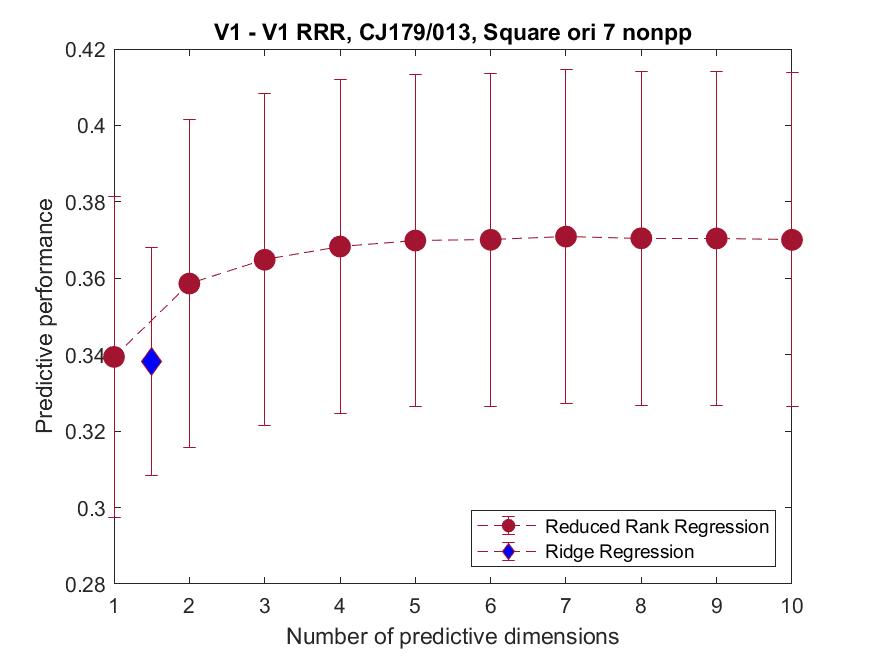 V1 - V1 RRR, CJ179/013, Square ori 7 nonpp
0.42
0.4
0.38
0.36
0.34
0.32
0.3
0.28
Predictive performance
1 2 3 4 5 6 7 8 9 10
Number of predictive dimensions
Reduced Rank Regression
Ridge Regression